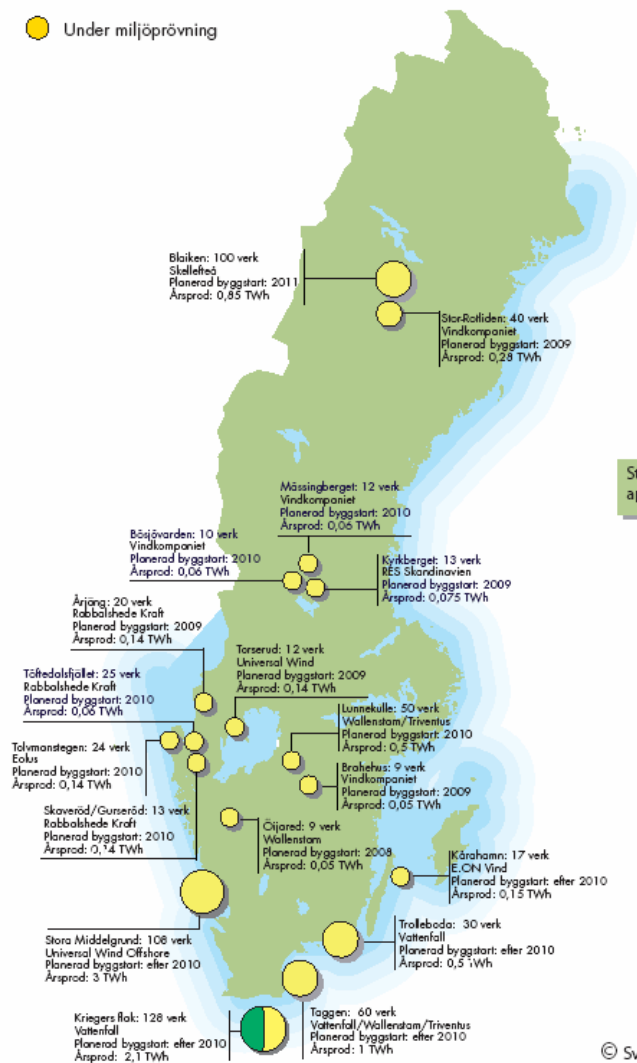 Under miljöprövning
Blaiken: 100 verk
Skellefteå
Planerad byggstart: 2011
Årsprod: 0,85 TWh
Stor-Rotliden: 40 verk
Vindkompaniet
Planerad byggstart: 2009
Årsprod: 0,28 TWh
Mässingberget: 12 verk
Vindkompaniet
Planerad byggstart: 2010
Årsprod: 0,06 TWh
Bösjövarden: 10 verk
Vindkompaniet
Planerad byggstart: 2010
Årsprod: 0,06 TWh
Kyrkberget: 13 verk
RES Skandinavien
Planerad byggstart: 2009
Årsprod: 0,075 TWh
Årjäng: 20 verk
Rabbalshede Kraft
Planerad byggstart: 2009
Årsprod: 0,14 TWh
Torserud: 12 verk
Universal Wind
Planerad byggstart: 2009
Årsprod: 0,14 TWh
Töftedalsfjället: 25 verk
Rabbalshede Kraft
Planerad byggstart: 2010
Årsprod: 0,06 TWh
Lunnekulle: 50 verk
Wallenstam/Triventus
Planerad byggstart: 2010
Årsprod: 0,5 TWh
Tolvmanstegen: 24 verk
Eolus
Planerad byggstart: 2010
Årsprod: 0,14 TWh
Brahehus: 9 verk
Vindkompaniet
Planerad byggstart: 2009
Årsprod: 0,05 TWh
Skaveröd/Gurseröd: 13 verk
Rabbalshede Kraft
Planerad byggstart: 2010
Årsprod: 0,14 TWh
Öijared: 9 verk
Wallenstam
Planerad byggstart: 2008
Årsprod: 0,05 TWh
Kårahamn: 17 verk
E.ON Vind
Planerad byggstart: efter 2010
Årsprod: 0,15 TWh
Stora Middelgrund: 108 verk
Universal Wind Offshore
Planerad byggstart: efter 2010
Årsprod: 3 TWh
Trolleboda: 30 verk
Vattenfall
Planerad byggstart: efter 2010
Årsprod: 0,5 TWh
Kriegers flak: 128 verk
Vattenfall
Planerad byggstart: efter 2010
Årsprod: 2,1 TWh
Taggen: 60 verk
Vattenfall/Wallenstam/Triventus
Planerad byggstart: efter 2010
Årsprod: 1 TWh
©